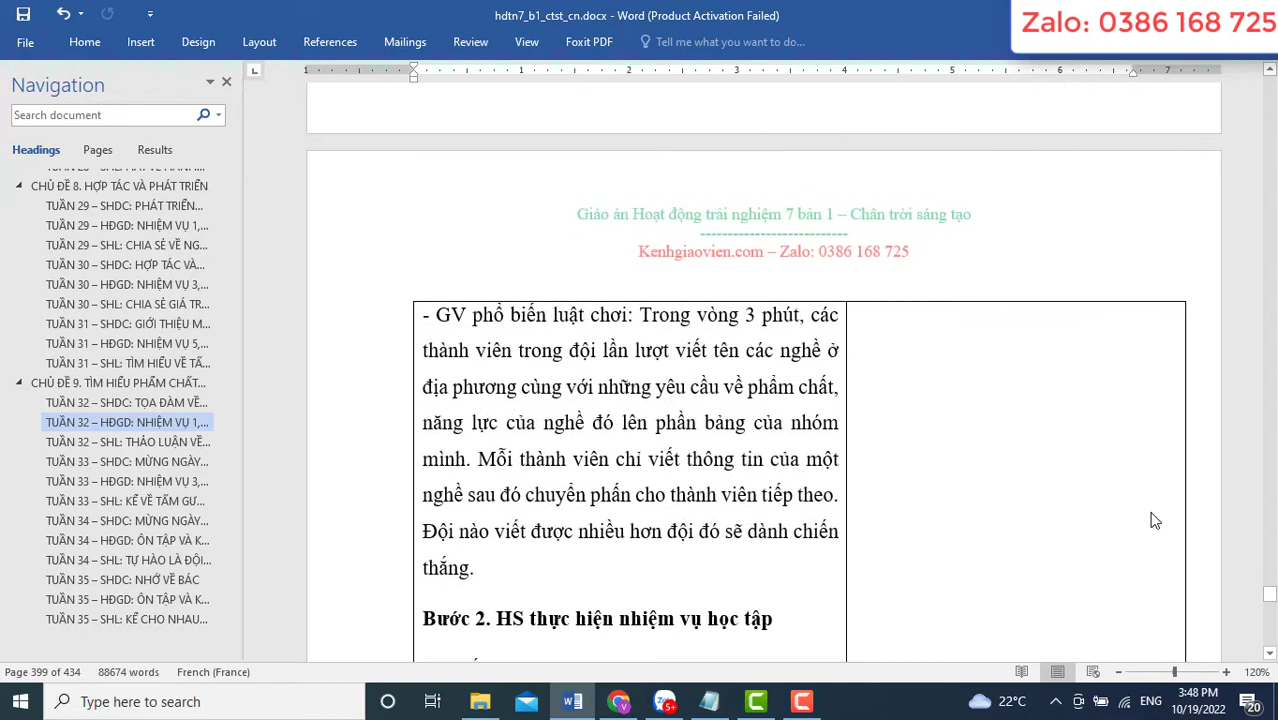 hdtn7_b1_ctst_cn.docx - Word (Product Activation Failed)
Zalo: 0386 168 725
File Home Insert Design Layout References Mailings Review View Foxit PDF Tell me what you want to do...
Navigation
Search document
Headings Pages Results
CHỦ ĐỀ 8. HỢP TÁC VÀ PHÁT TRIỂN
TUẦN 29 – SHDC: PHÁT TRIỂN...
TUẦN 29 – HĐGD: NHIỆM VỤ 1,...
TUẦN 29 – SHL: CHIA SẺ VỀ NG...
TUẦN 30 – SHDC: HỢP TÁC VÀ...
TUẦN 30 – HĐGD: NHIỆM VỤ 3,...
TUẦN 30 – SHL: CHIA SẺ GIÁ TR...
TUẦN 31 – SHDC: GIỚI THIỆU M...
TUẦN 31 – HĐGD: NHIỆM VỤ 5,...
TUẦN 31 – SHL: TÌM HIỂU VỀ TẤ...
CHỦ ĐỀ 9. TÌM HIỂU PHẨM CHẤT...
TUẦN 32 – SHDC: TỌA ĐÀM VỀ...
TUẦN 32 – HĐGD: NHIỆM VỤ 1,...
TUẦN 32 – SHL: THẢO LUẬN VỀ...
TUẦN 33 – SHDC: MỪNG NGÀY...
TUẦN 33 – HĐGD: NHIỆM VỤ 3,...
TUẦN 33 – SHL: KỂ VỀ TẤM GƯ...
TUẦN 34 – SHDC: MỪNG NGÀY...
TUẦN 34 – HĐGD: ÔN TẬP VÀ K...
TUẦN 34 – SHL: TỰ HÀO LÀ ĐỘI...
TUẦN 35 – SHDC: NHỚ VỀ BÁC
TUẦN 35 – HĐGD: ÔN TẬP VÀ K...
TUẦN 35 – SHL: KỂ CHO NHAU...
1 1 2 3 4 5 6 7
Giáo án Hoạt động trải nghiệm 7 bản 1 – Chân trời sáng tạo
----------------------------
Kenhgiaovien.com – Zalo: 0386 168 725
- GV phổ biến luật chơi: Trong vòng 3 phút, các
thành viên trong đội lần lượt viết tên các nghề ở
địa phương cùng với những yêu cầu về phẩm chất,
năng lực của nghề đó lên phần bảng của nhóm
mình. Mỗi thành viên chỉ viết thông tin của một
nghề sau đó chuyển phấn cho thành viên tiếp theo.
Đội nào viết được nhiều hơn đội đó sẽ dành chiến
thắng.
Bước 2. HS thực hiện nhiệm vụ học tập
Page 399 of 434 88674 words French (France) 120%
Type here to search 5+ 22°C ENG 3:48 PM
10/19/2022 20